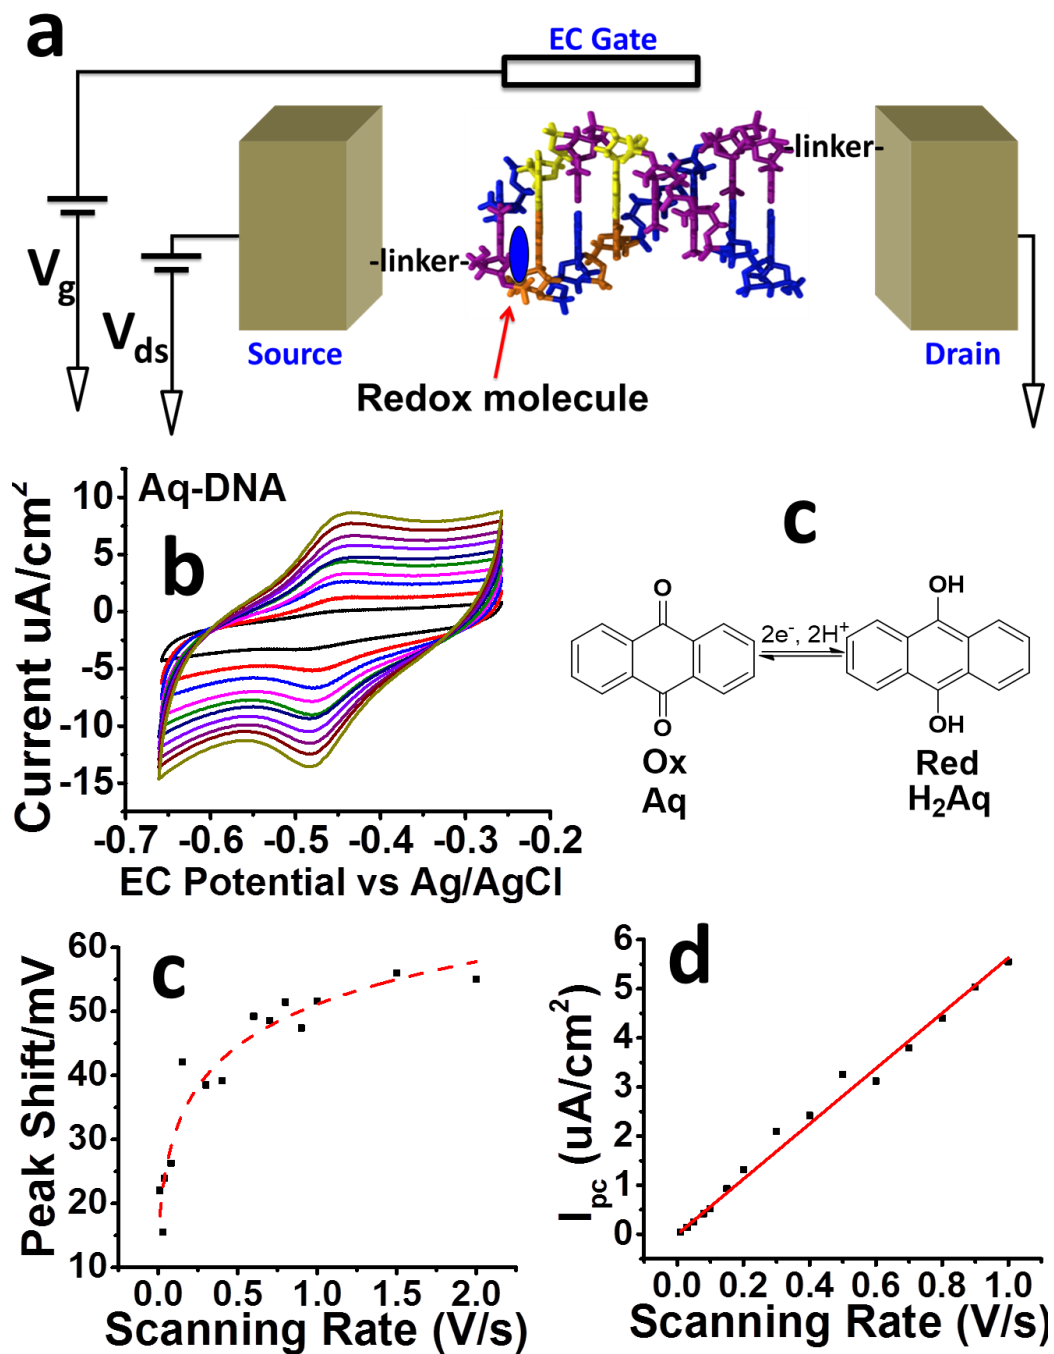 a
EC Gate
-linker-
-linker-
V_g
V_ds
Source
Drain
Redox molecule
Aq-DNA
b
Current uA/cm²
10
5
0
-5
-10
-15
-0.7 -0.6 -0.5 -0.4 -0.3 -0.2
EC Potential vs Ag/AgCl
c
O
O
2e⁻, 2H⁺
OH
OH
Ox
Aq
Red
H₂Aq
c
Peak Shift/mV
60
50
40
30
20
10
0.0 0.5 1.0 1.5 2.0
Scanning Rate (V/s)
d
I_pc (uA/cm²)
6
5
4
3
2
1
0
0.0 0.2 0.4 0.6 0.8 1.0
Scanning Rate (V/s)